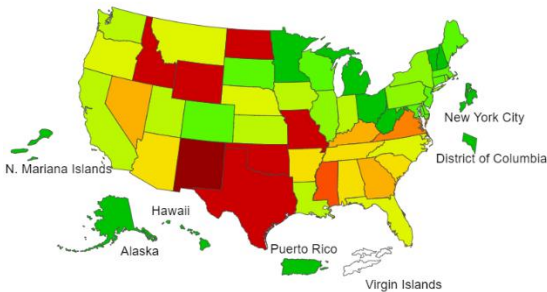 New York City
District of Columbia
N. Mariana Islands
Hawaii
Alaska
Puerto Rico
Virgin Islands